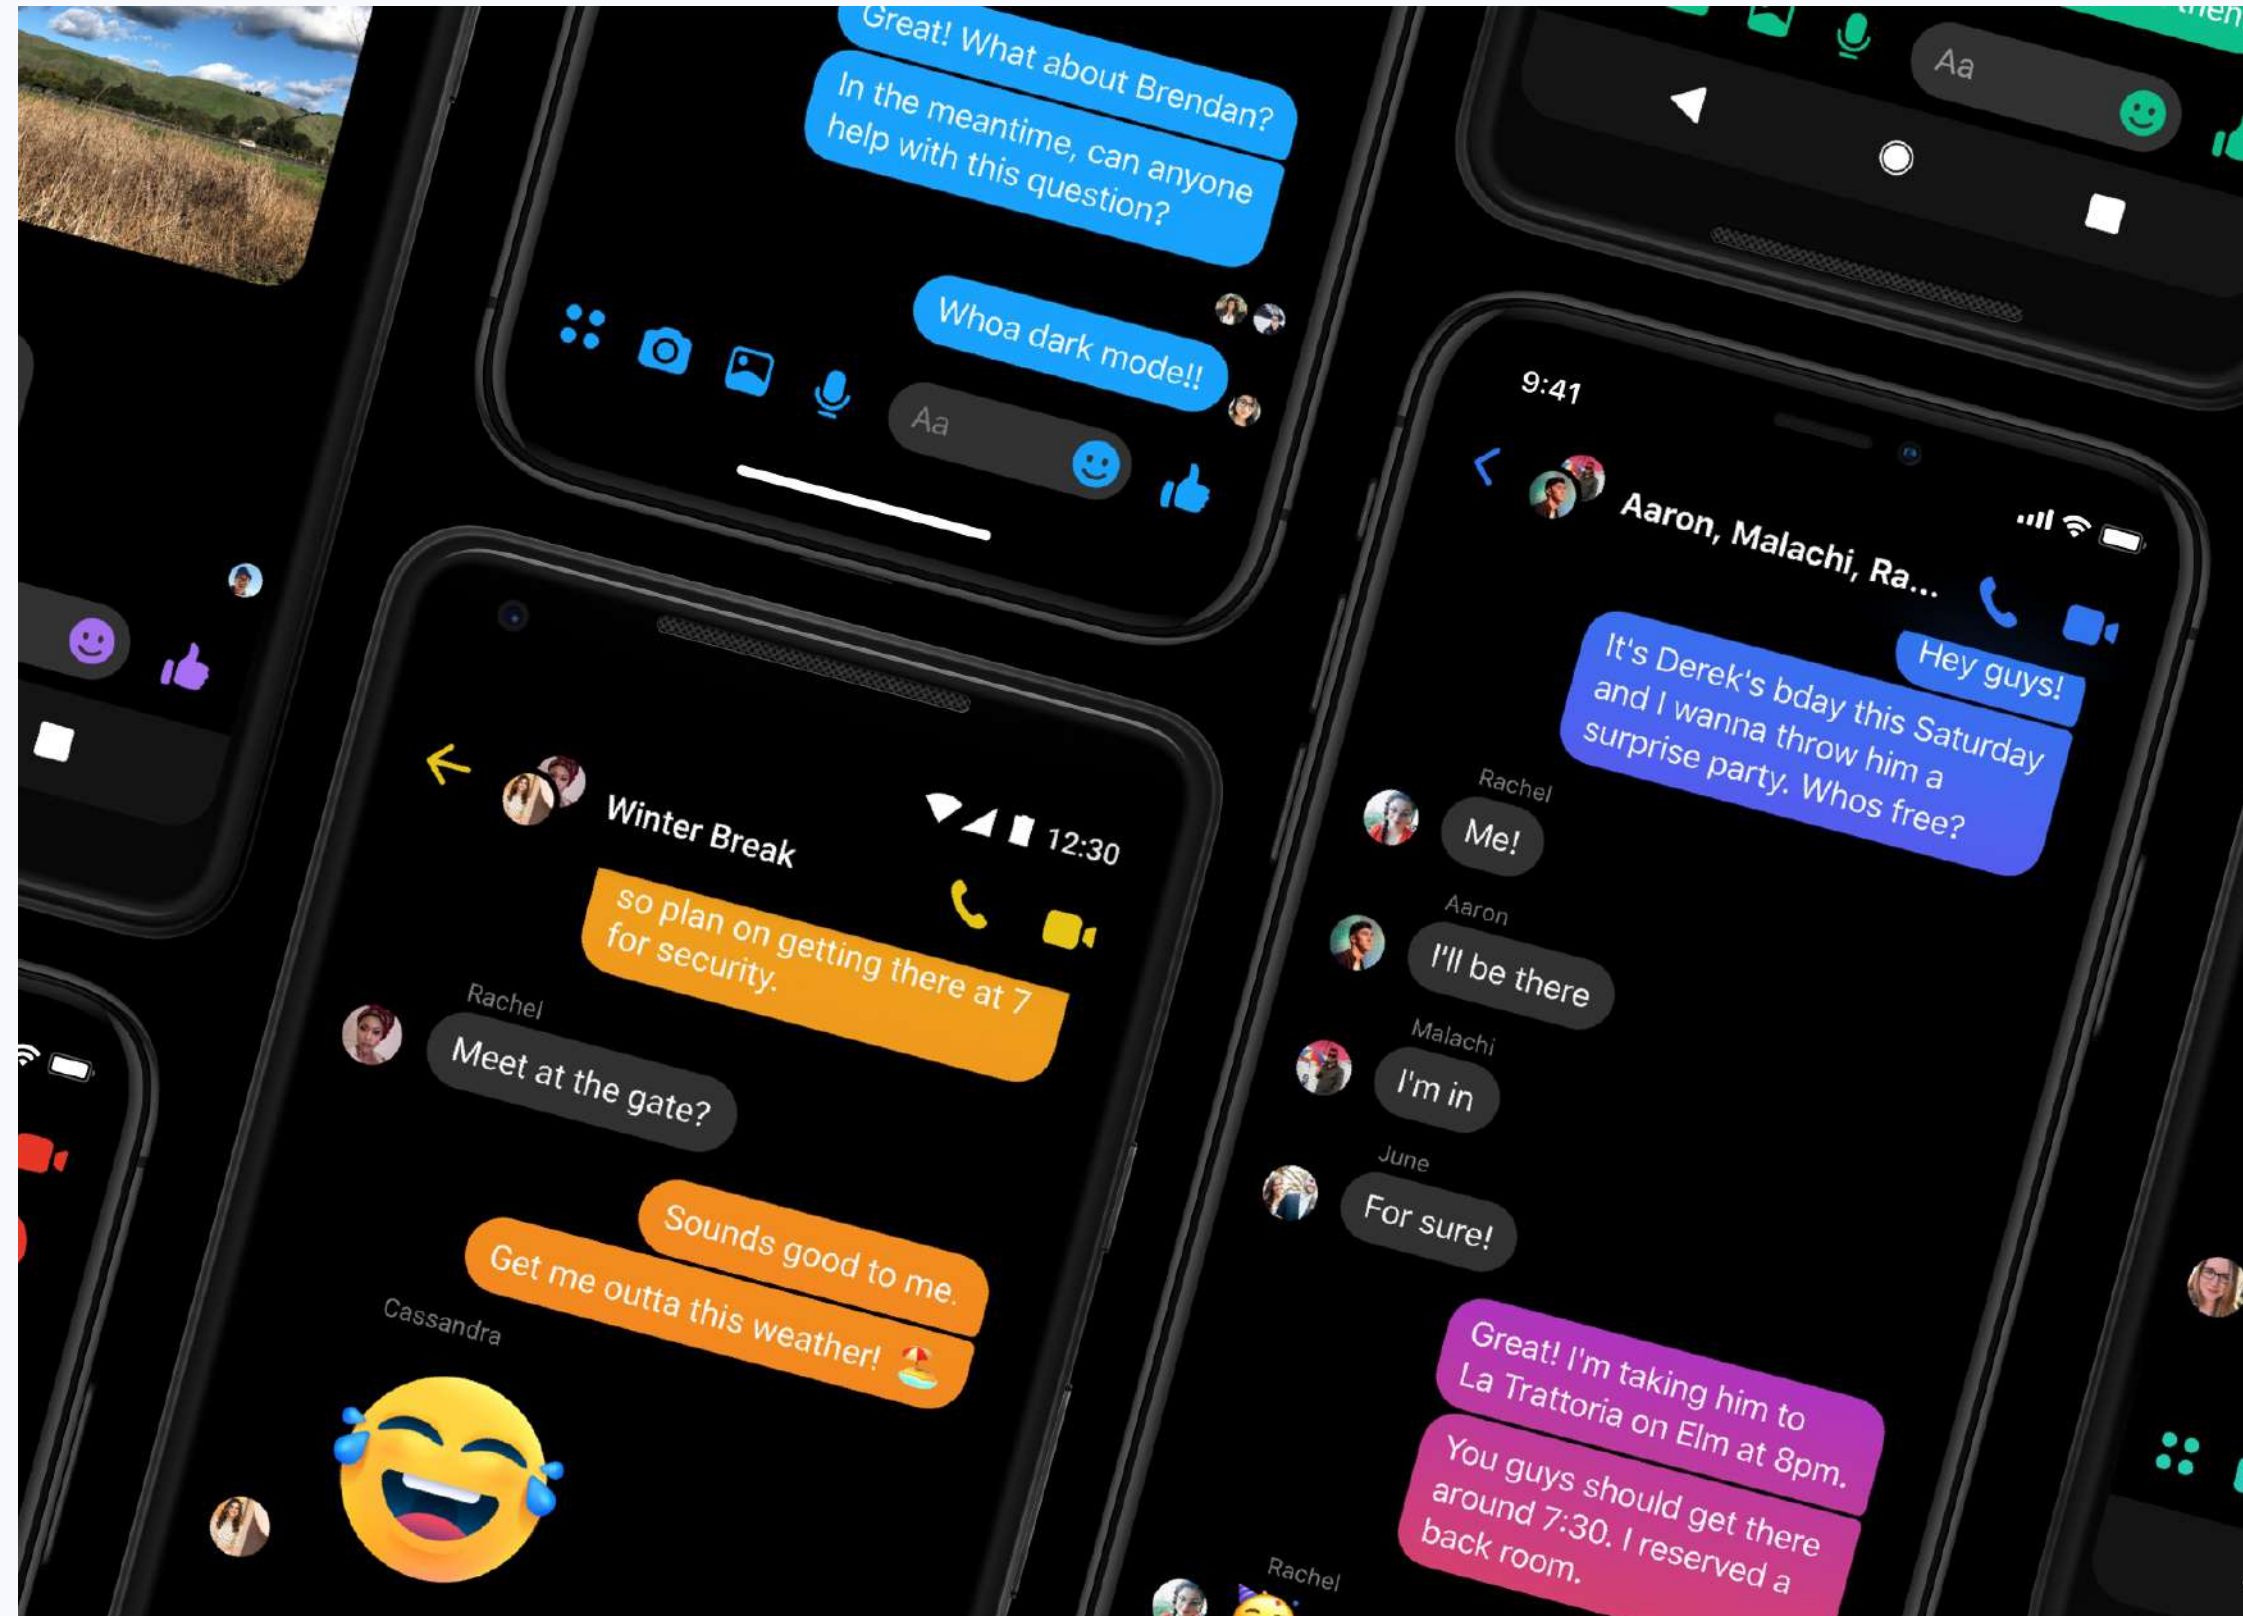 Great! What about Brendan?
In the meantime, can anyone
help with this question?
Whoa dark mode!!
Aa
Aa
Winter Break
12:30
so plan on getting there at 7
for security.
Rachel
Meet at the gate?
Sounds good to me.
Get me outta this weather! 🏖️
Cassandra
9:41
Aaron, Malachi, Ra...
Hey guys!
It's Derek's bday this Saturday
and I wanna throw him a
surprise party. Whos free?
Rachel
Me!
Aaron
I'll be there
Malachi
I'm in
June
For sure!
Great! I'm taking him to
La Trattoria on Elm at 8pm.
You guys should get there
around 7:30. I reserved a
back room.
Rachel